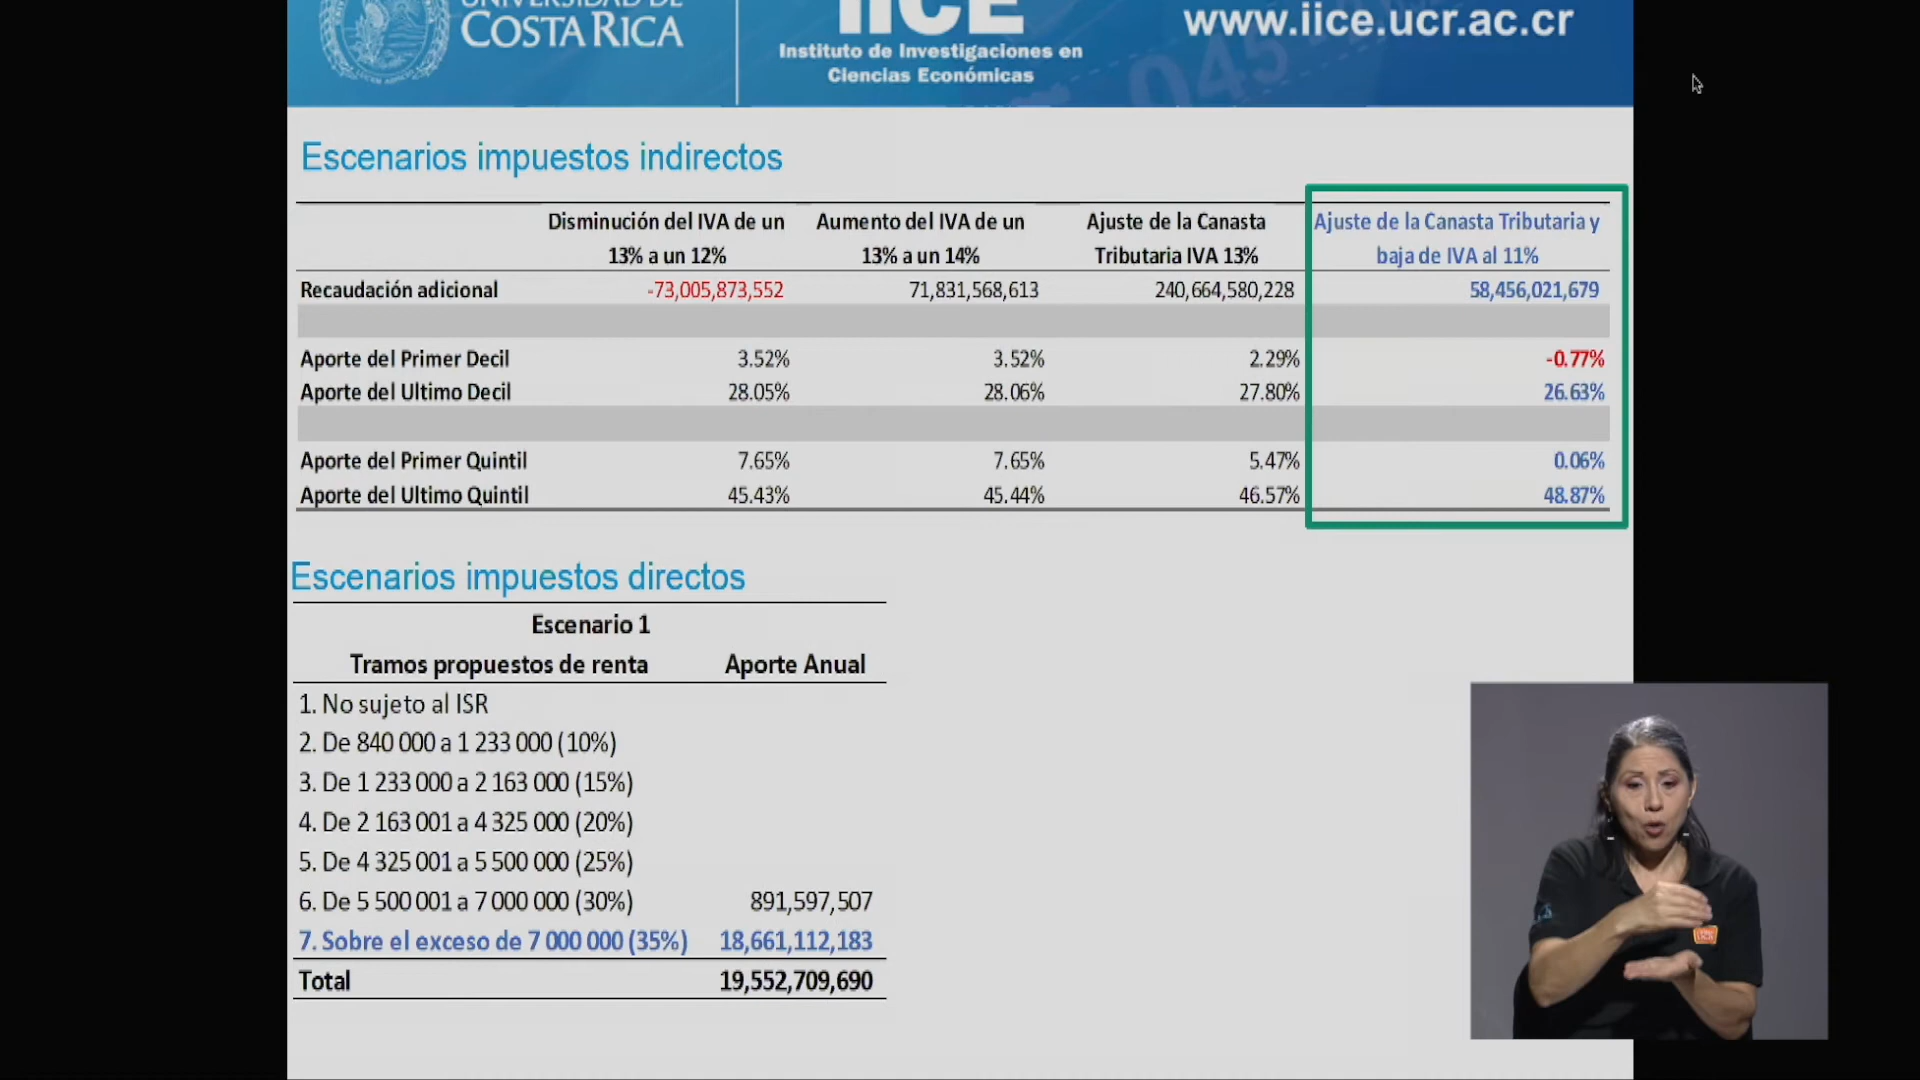 UNIVERSIDAD DE
COSTA RICA
IICE
Instituto de Investigaciones en
Ciencias Económicas
www.iice.ucr.ac.cr
045
Escenarios impuestos indirectos
Disminución del IVA de un 13% a un 12% Aumento del IVA de un 13% a un 14% Ajuste de la Canasta Tributaria IVA 13% Ajuste de la Canasta Tributaria y baja de IVA al 11%
Recaudación adicional -73,005,873,552 71,831,568,613 240,664,580,228 58,456,021,679
Aporte del Primer Decil 3.52% 3.52% 2.29% -0.77%
Aporte del Ultimo Decil 28.05% 28.06% 27.80% 26.63%
Aporte del Primer Quintil 7.65% 7.65% 5.47% 0.06%
Aporte del Ultimo Quintil 45.43% 45.44% 46.57% 48.87%
Escenarios impuestos directos
Escenario 1
Tramos propuestos de renta Aporte Anual
1. No sujeto al ISR
2. De 840 000 a 1 233 000 (10%)
3. De 1 233 000 a 2 163 000 (15%)
4. De 2 163 001 a 4 325 000 (20%)
5. De 4 325 001 a 5 500 000 (25%)
6. De 5 500 001 a 7 000 000 (30%) 891,597,507
7. Sobre el exceso de 7 000 000 (35%) 18,661,112,183
Total 19,552,709,690